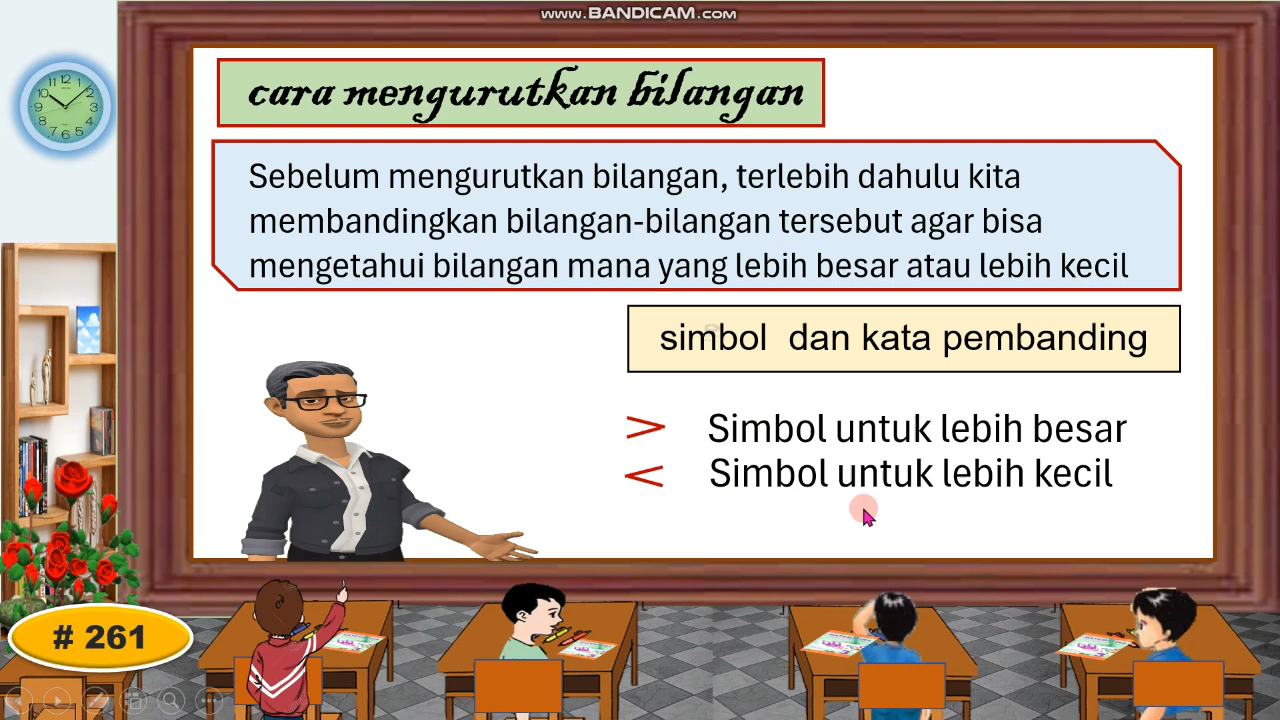 www.BANDICAM.com
cara mengurutkan bilangan
Sebelum mengurutkan bilangan, terlebih dahulu kita
membandingkan bilangan-bilangan tersebut agar bisa
mengetahui bilangan mana yang lebih besar atau lebih kecil
simbol dan kata pembanding
> Simbol untuk lebih besar
< Simbol untuk lebih kecil
# 261